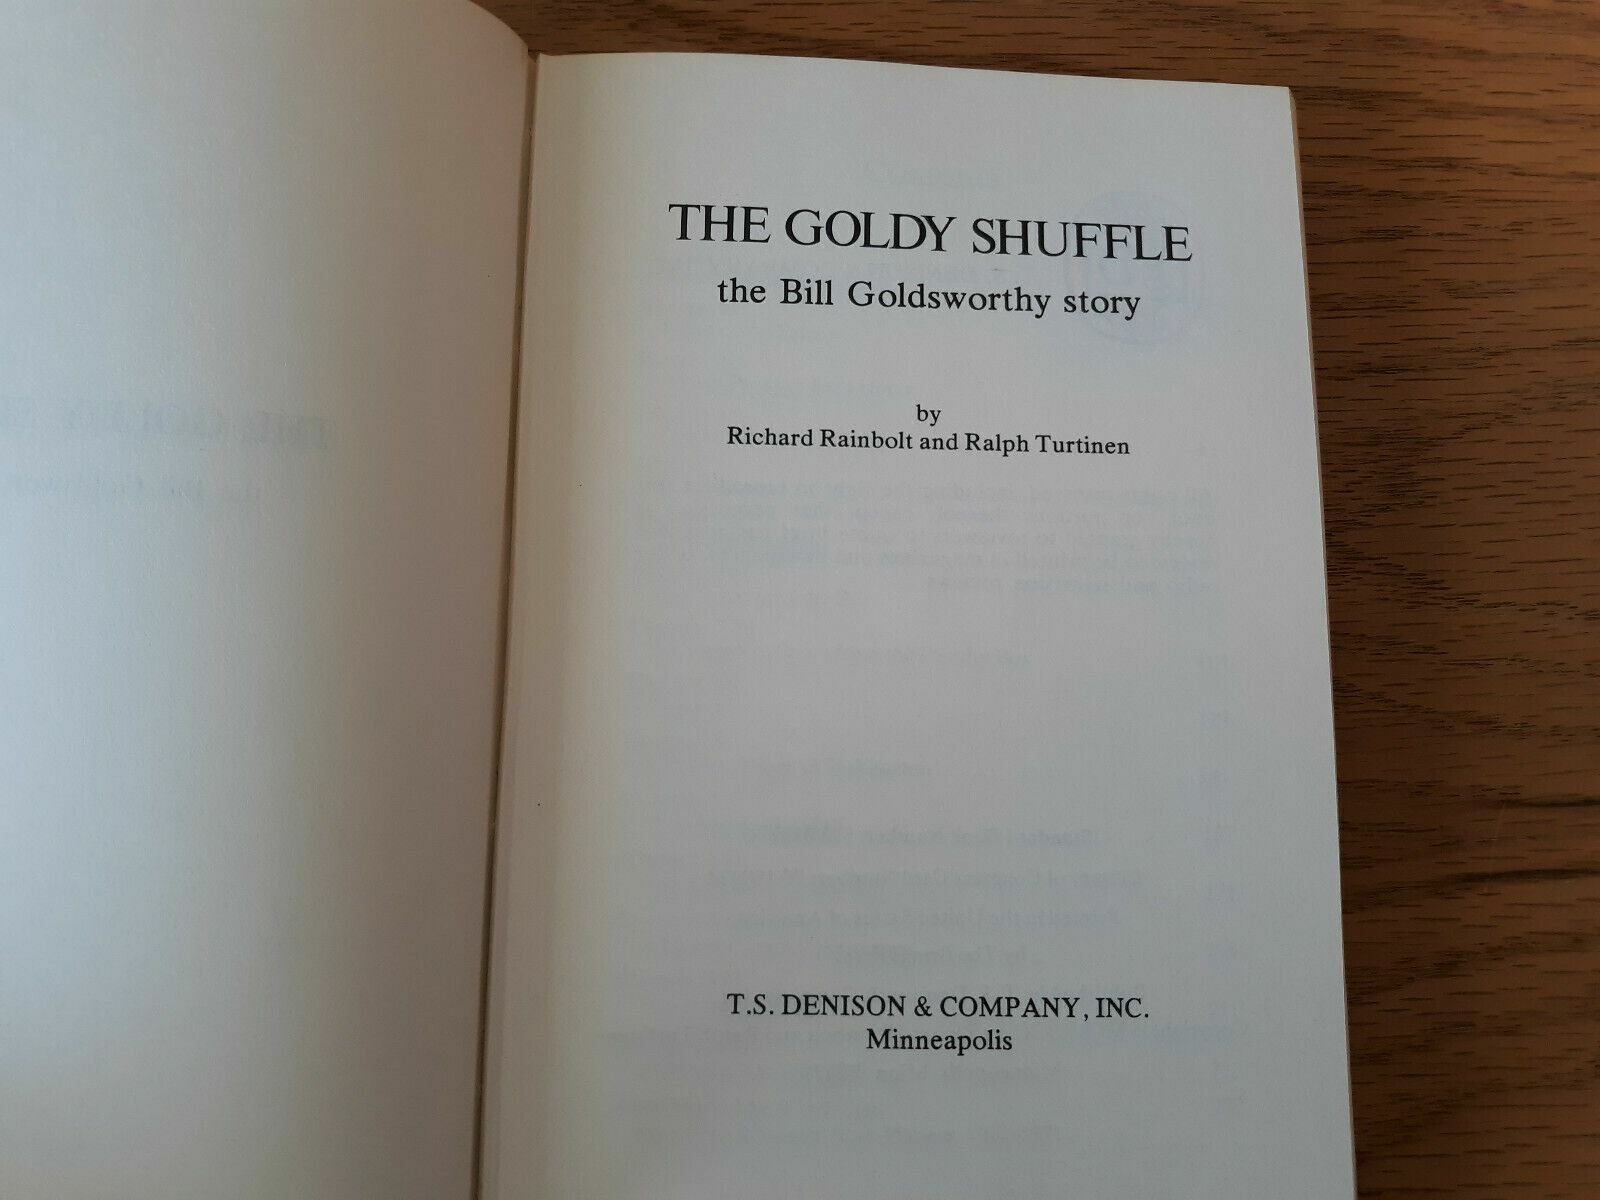 THE GOLDY SHUFFLE
the Bill Goldsworthy story
by
Richard Rainbolt and Ralph Turtinen
T.S. DENISON & COMPANY, INC.
Minneapolis